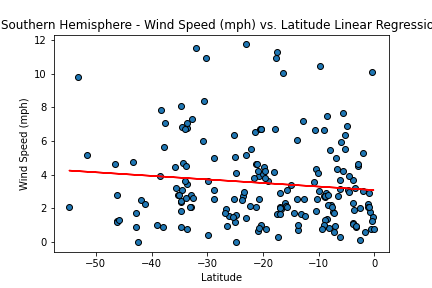 Southern Hemisphere - Wind Speed (mph) vs. Latitude Linear Regressio
12
10
8
6
4
2
0
Wind Speed (mph)
−50 −40 −30 −20 −10 0
Latitude